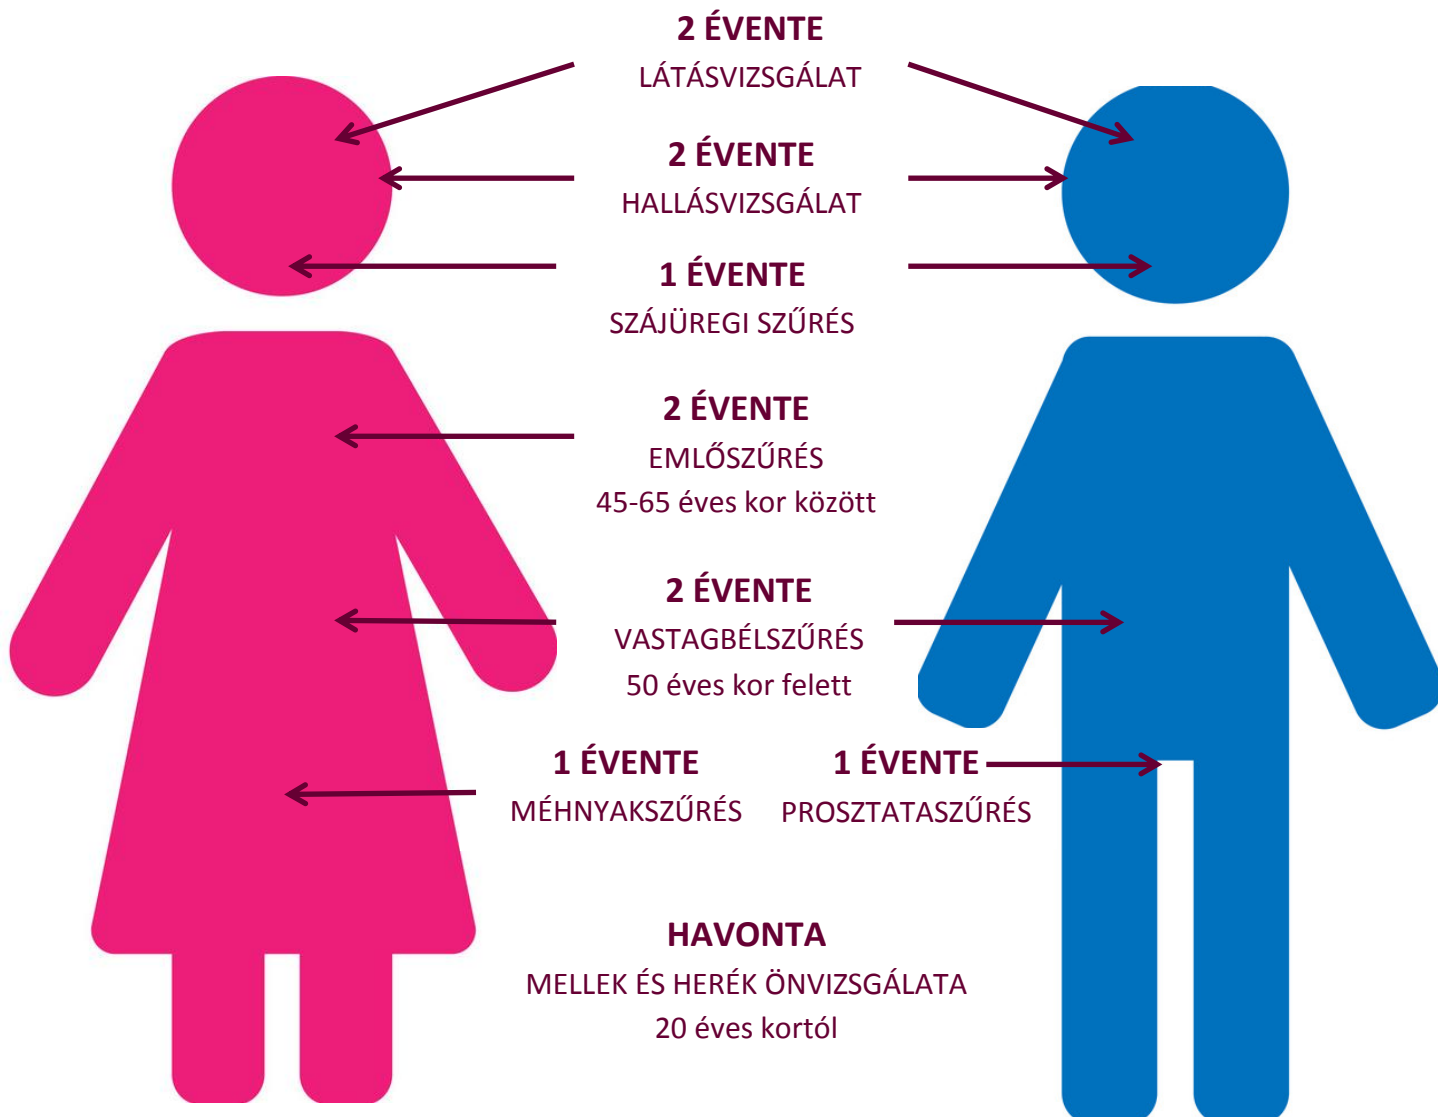 2 ÉVENTE
LÁTÁSVIZSGÁLAT
2 ÉVENTE
HALLÁSVIZSGÁLAT
1 ÉVENTE
SZÁJÜREGI SZŰRÉS
2 ÉVENTE
EMLŐSZŰRÉS
45-65 éves kor között
2 ÉVENTE
VASTAGBÉLSZŰRÉS
50 éves kor felett
1 ÉVENTE
MÉHNYAKSZŰRÉS
1 ÉVENTE
PROSZTATASZŰRÉS
HAVONTA
MELLEK ÉS HERÉK ÖNVIZSGÁLATA
20 éves kortól